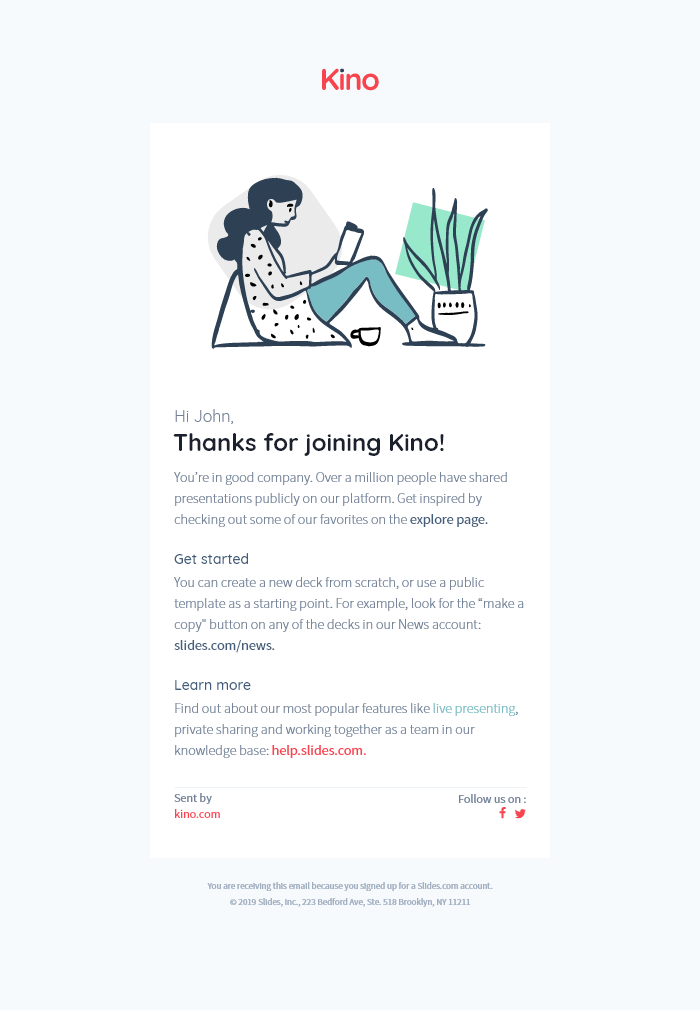 Kino
Hi John,
Thanks for joining Kino!
You’re in good company. Over a million people have shared
presentations publicly on our platform. Get inspired by
checking out some of our favorites on the explore page.
Get started
You can create a new deck from scratch, or use a public
template as a starting point. For example, look for the “make a
copy” button on any of the decks in our News account:
slides.com/news.
Learn more
Find out about our most popular features like live presenting,
private sharing and working together as a team in our
knowledge base: help.slides.com.
Sent by
kino.com
Follow us on :
You are receiving this email because you signed up for a Slides.com account.
© 2019 Slides, Inc., 223 Bedford Ave, Ste. 518 Brooklyn, NY 11211